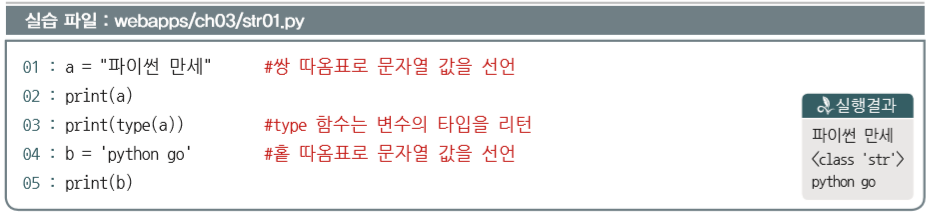 실습 파일 : webapps/ch03/str01.py
01 : a = "파이썬 만세" #쌍 따옴표로 문자열 값을 선언
02 : print(a)
03 : print(type(a)) #type 함수는 변수의 타입을 리턴
04 : b = 'python go' #홑 따옴표로 문자열 값을 선언
05 : print(b)
실행결과
파이썬 만세
<class 'str'>
python go